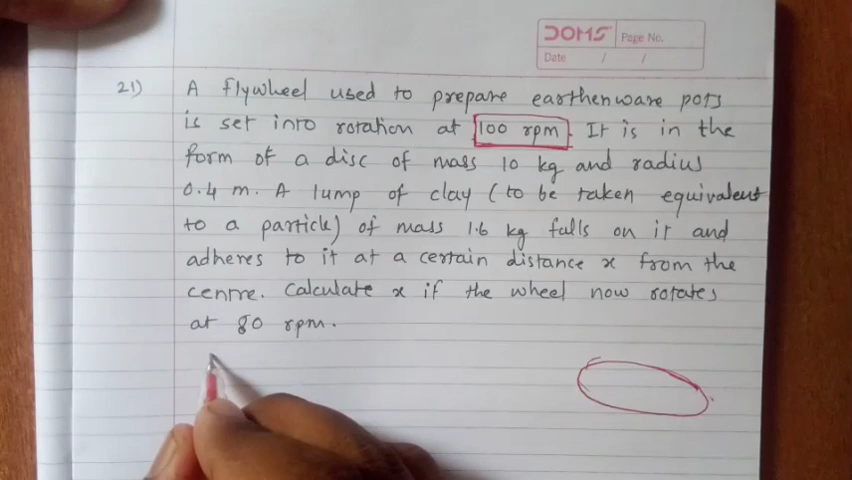 DOMS Page No.
Date / /
21) A flywheel used to prepare earthenware pots
is set into rotation at 100 rpm. It is in the
form of a disc of mass 10 kg and radius
0.4 m. A lump of clay (to be taken equivalent
to a particle) of mass 1.6 kg falls on it and
adheres to it at a certain distance x from the
centre. Calculate x if the wheel now rotates
at 80 rpm.